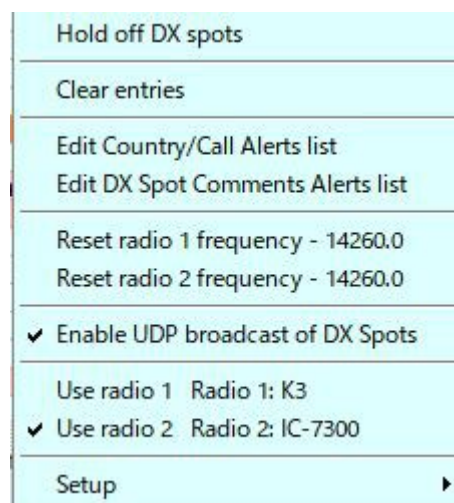 Hold off DX spots
Clear entries
Edit Country/Call Alerts list
Edit DX Spot Comments Alerts list
Reset radio 1 frequency - 14260.0
Reset radio 2 frequency - 14260.0
Enable UDP broadcast of DX Spots
Use radio 1 Radio 1: K3
Use radio 2 Radio 2: IC-7300
Setup